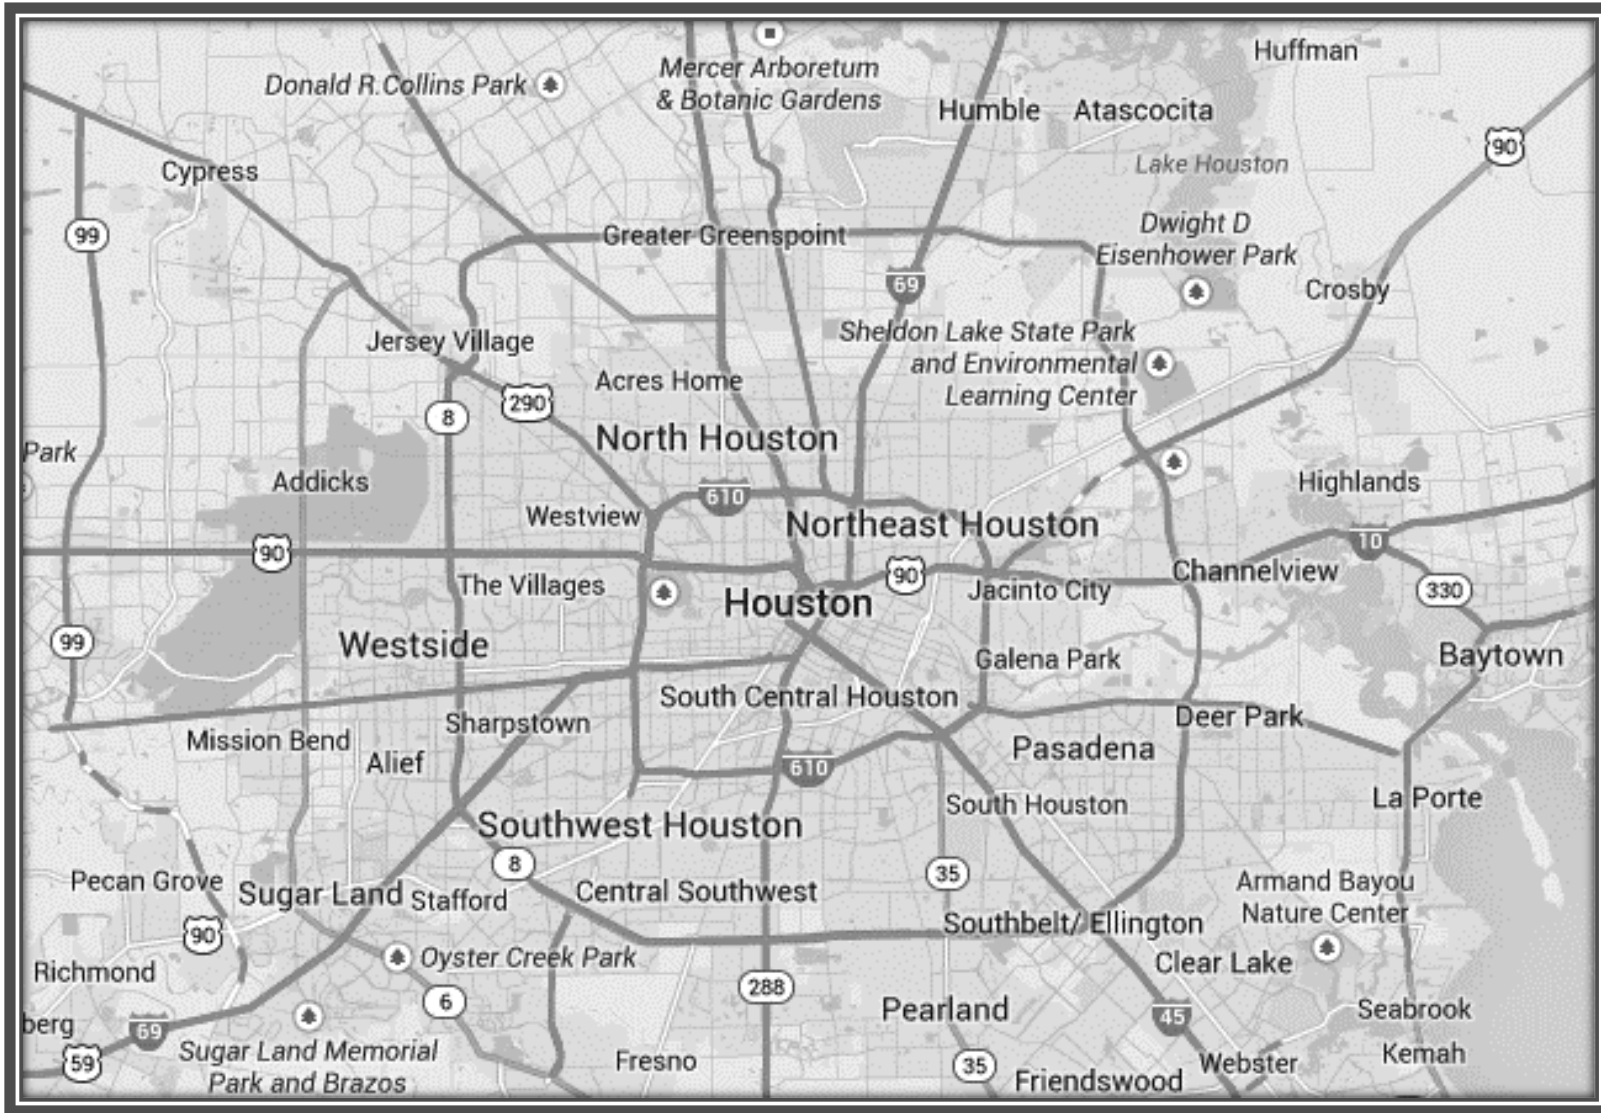 Huffman
Donald R.Collins Park
Mercer Arboretum
& Botanic Gardens
Humble
Atascocita
90
Cypress
Lake Houston
99
Greater Greenspoint
Dwight D
Eisenhower Park
69
Crosby
Jersey Village
Sheldon Lake State Park
and Environmental
Learning Center
Acres Home
290
8
North Houston
Park
Addicks
Highlands
610
Westview
Northeast Houston
90
10
The Villages
90
Jacinto City
Channelview
330
Houston
99
Westside
Galena Park
Baytown
South Central Houston
Sharpstown
Deer Park
Mission Bend
Alief
610
Pasadena
South Houston
La Porte
Southwest Houston
8
35
Pecan Grove
Sugar Land
Stafford
Central Southwest
Armand Bayou
Nature Center
90
Southbelt/ Ellington
Oyster Creek Park
Clear Lake
Richmond
6
288
Pearland
45
Seabrook
berg
69
59
Sugar Land Memorial
Park and Brazos
Fresno
35
Friendswood
Webster
Kemah